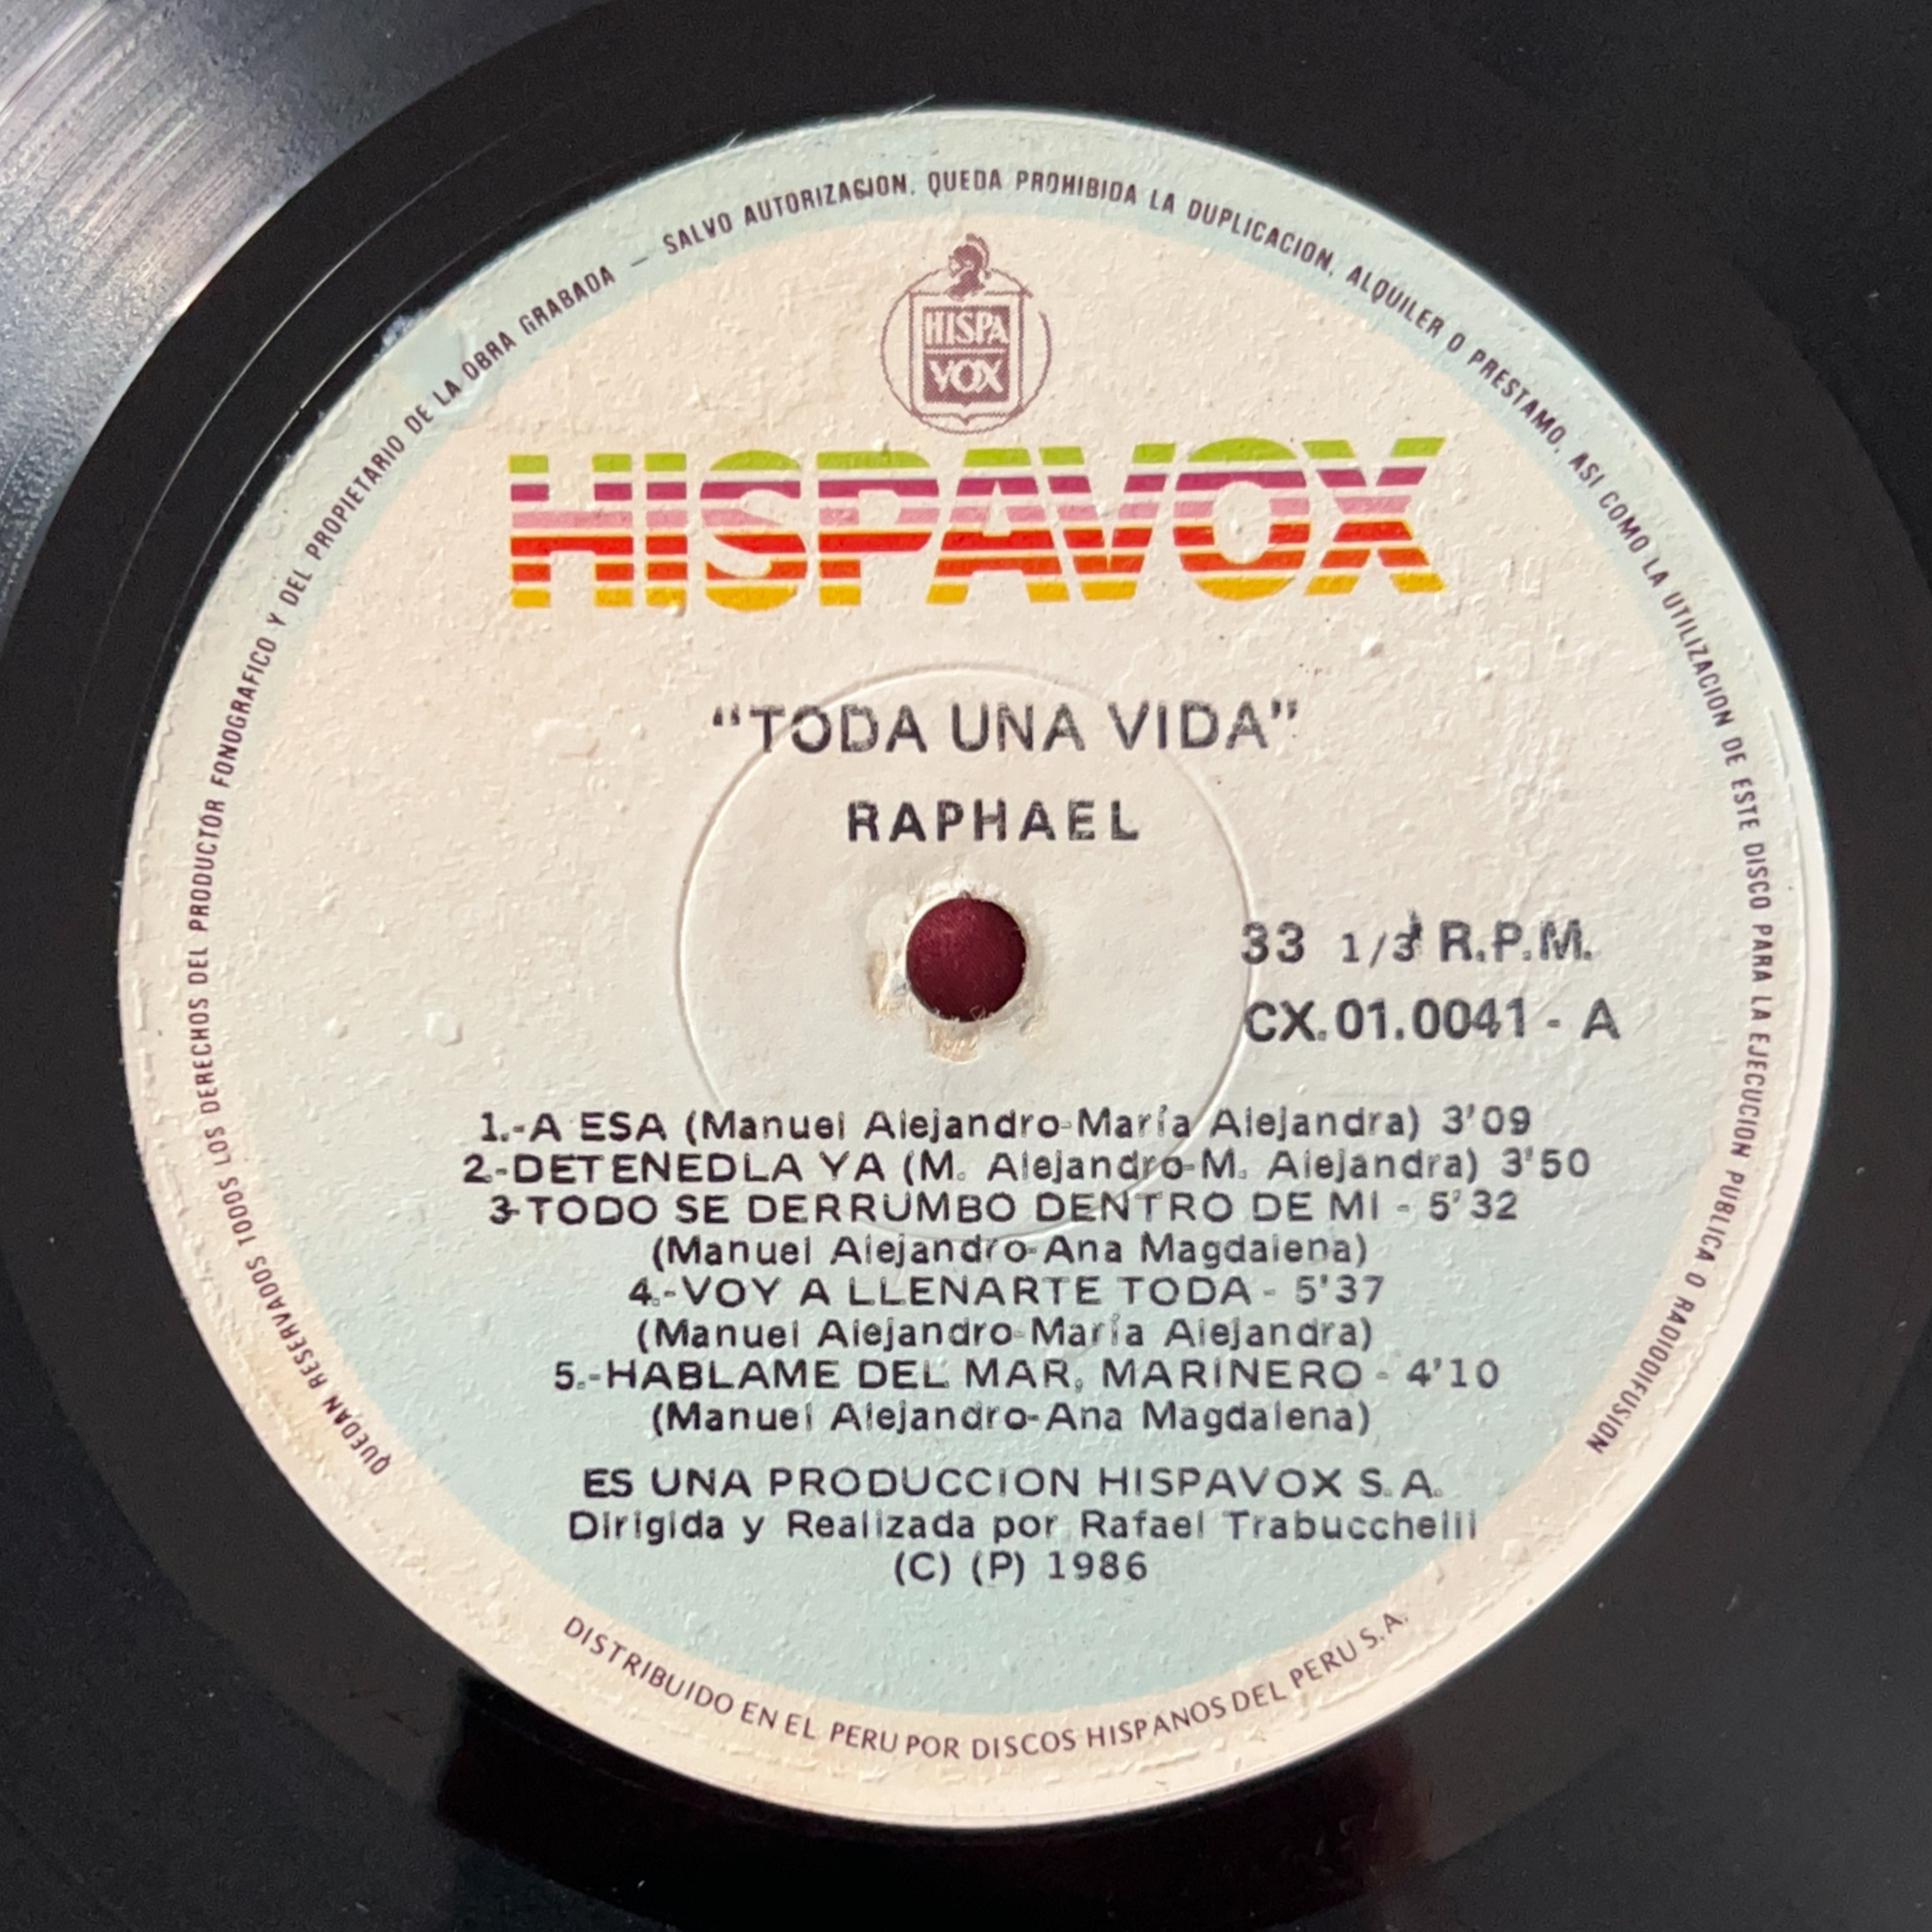 QUEDAN RESERVADOS TODOS LOS DERECHOS DEL PRODUCTOR FONOGRAFICO Y DEL PROPIETARIO DE LA OBRA GRABADA – SALVO AUTORIZACION, QUEDA PROHIBIDA LA DUPLICACION, ALQUILER O PRESTAMO, ASI COMO LA UTILIZACION DE ESTE DISCO PARA LA EJECUCION PUBLICA O RADIODIFUSION
HISPA
VOX
HISPAVOX
“TODA UNA VIDA”
RAPHAEL
33 1/3 R.P.M.
CX.01.0041 - A
1.-A ESA (Manuel Alejandro-María Alejandra) 3'09
2.-DETENEDLA YA (M. Alejandro-M. Alejandra) 3'50
3-TODO SE DERRUMBO DENTRO DE MI - 5'32
(Manuel Alejandro-Ana Magdalena)
4.-VOY A LLENARTE TODA - 5'37
(Manuel Alejandro-María Alejandra)
5.-HABLAME DEL MAR, MARINERO - 4'10
(Manuel Alejandro-Ana Magdalena)
ES UNA PRODUCCION HISPAVOX S.A.
Dirigida y Realizada por Rafael Trabucchelli
(C) (P) 1986
DISTRIBUIDO EN EL PERU POR DISCOS HISPANOS DEL PERU S.A.